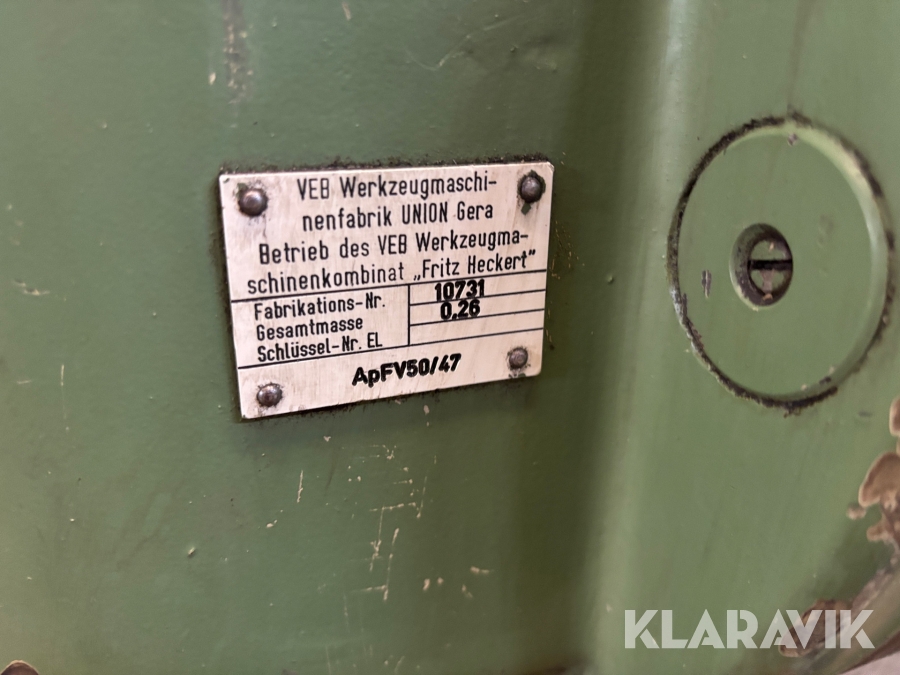 VEB Werkzeugmaschi-
nenfabrik UNION Gera
Betrieb des VEB Werkzeugma-
schinenkombinat „Fritz Heckert"
Fabrikations-Nr. 10731
Gesamtmasse 0,26
Schlüssel-Nr. EL
ApFV50/47
KLARAVIK